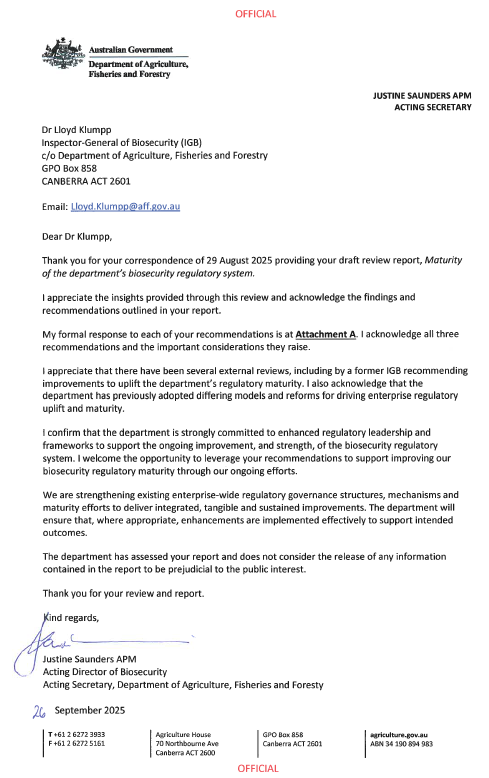 OFFICIAL
Australian Government
Department of Agriculture,
Fisheries and Forestry
JUSTINE SAUNDERS APM
ACTING SECRETARY
Dr Lloyd Klumpp
Inspector-General of Biosecurity (IGB)
c/o Department of Agriculture, Fisheries and Forestry
GPO Box 858
CANBERRA ACT 2601
Email: Lloyd.Klumpp@aff.gov.au
Dear Dr Klumpp,
Thank you for your correspondence of 29 August 2025 providing your draft review report, Maturity
of the department's biosecurity regulatory system.
I appreciate the insights provided through this review and acknowledge the findings and
recommendations outlined in your report.
My formal response to each of your recommendations is at Attachment A. I acknowledge all three
recommendations and the important considerations they raise.
I appreciate that there have been several external reviews, including by a former IGB recommending
improvements to uplift the department's regulatory maturity. I also acknowledge that the
department has previously adopted differing models and reforms for driving enterprise regulatory
uplift and maturity.
I confirm that the department is strongly committed to enhanced regulatory leadership and
frameworks to support the ongoing improvement, and strength, of the biosecurity regulatory
system. I welcome the opportunity to leverage your recommendations to support improving our
biosecurity regulatory maturity through our ongoing efforts.
We are strengthening existing enterprise-wide regulatory governance structures, mechanisms and
maturity efforts to deliver integrated, tangible and sustained improvements. The department will
ensure that, where appropriate, enhancements are implemented effectively to support intended
outcomes.
The department has assessed your report and does not consider the release of any information
contained in the report to be prejudicial to the public interest.
Thank you for your review and report.
Kind regards,
Justine Saunders APM
Acting Director of Biosecurity
Acting Secretary, Department of Agriculture, Fisheries and Forestry
26 September 2025
T +61 2 6272 3933
F +61 2 6272 5161
Agriculture House
70 Northbourne Ave
Canberra ACT 2600
GPO Box 858
Canberra ACT 2601
agriculture.gov.au
ABN 34 190 894 983
OFFICIAL